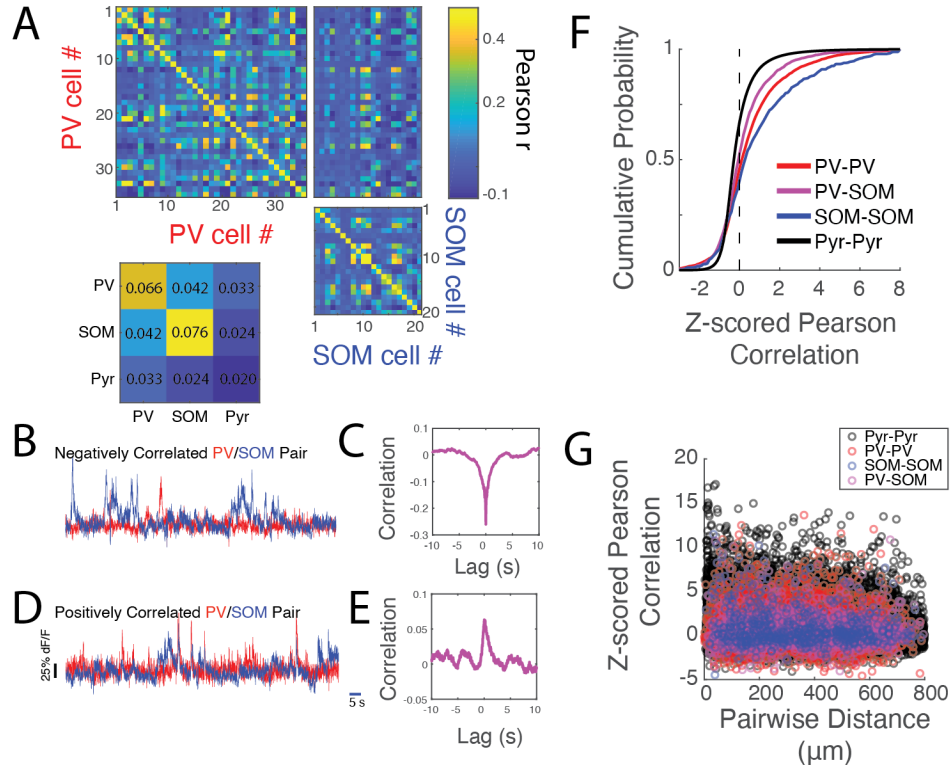 A
PV cell #
1
10
20
30
1
10
20
30
PV cell #
0.4
0.2
-0.1
Pearson r
1
10
20
SOM cell #
1
10
20
SOM cell #
PV
SOM
Pyr
0.066
0.042
0.033
0.042
0.076
0.024
0.033
0.024
0.020
PV
SOM
Pyr
B
Negatively Correlated PV/SOM Pair
C
Correlation
0.1
0
-0.1
-0.2
-0.3
-10
-5
0
5
10
Lag (s)
D
Positively Correlated PV/SOM Pair
25% dF/F
5 s
E
Correlation
0.1
0.05
0
-0.05
-10
-5
0
5
10
Lag (s)
F
Cumulative Probability
1
0.5
0
-2
0
2
4
6
8
Z-scored Pearson
Correlation
PV-PV
PV-SOM
SOM-SOM
Pyr-Pyr
G
Z-scored Pearson
Correlation
20
15
10
5
0
-5
0
200
400
600
800
Pairwise Distance
(μm)
Pyr-Pyr
PV-PV
SOM-SOM
PV-SOM